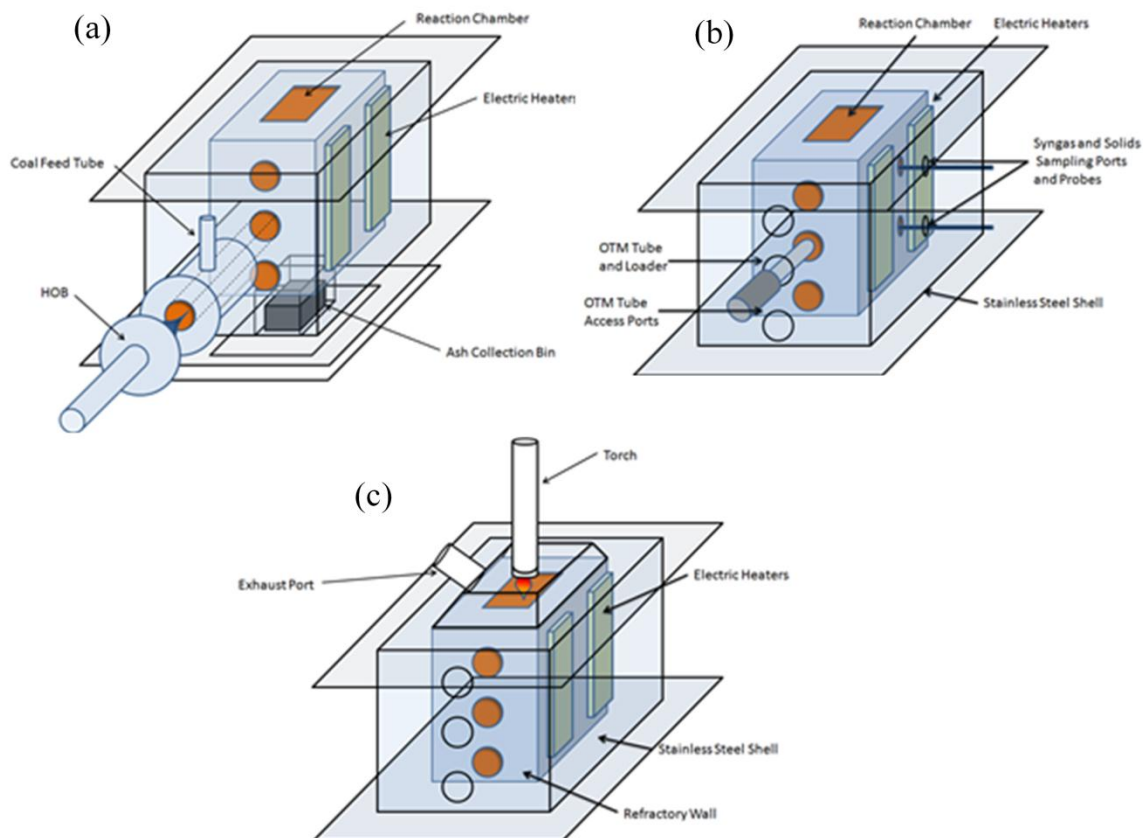 (a)
Reaction Chamber
Electric Heaters
Coal Feed Tube
HOB
Ash Collection Bin
(b)
Reaction Chamber
Electric Heaters
Syngas and Solids
Sampling Ports
and Probes
OTM Tube
and Loader
OTM Tube
Access Ports
Stainless Steel Shell
(c)
Torch
Exhaust Port
Electric Heaters
Stainless Steel Shell
Refractory Wall